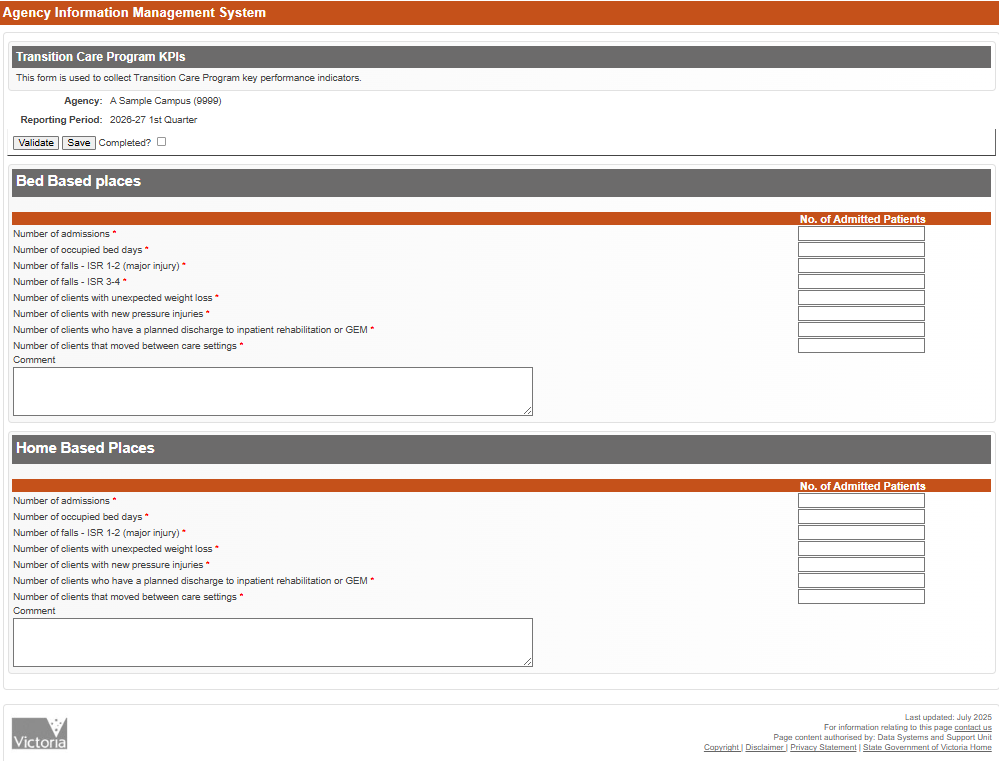 Agency Information Management System
Transition Care Program KPIs
This form is used to collect Transition Care Program key performance indicators.
Agency: A Sample Campus (9999)
Reporting Period: 2026-27 1st Quarter
Validate Save Completed?
Bed Based places
No. of Admitted Patients
Number of admissions *
Number of occupied bed days *
Number of falls - ISR 1-2 (major injury) *
Number of falls - ISR 3-4 *
Number of clients with unexpected weight loss *
Number of clients with new pressure injuries *
Number of clients who have a planned discharge to inpatient rehabilitation or GEM *
Number of clients that moved between care settings *
Comment
Home Based Places
No. of Admitted Patients
Number of admissions *
Number of occupied bed days *
Number of falls - ISR 1-2 (major injury) *
Number of clients with unexpected weight loss *
Number of clients with new pressure injuries *
Number of clients who have a planned discharge to inpatient rehabilitation or GEM *
Number of clients that moved between care settings *
Comment
Victoria
Last updated: July 2025
For information relating to this page contact us
Page content authorised by: Data Systems and Support Unit
Copyright | Disclaimer | Privacy Statement | State Government of Victoria Home